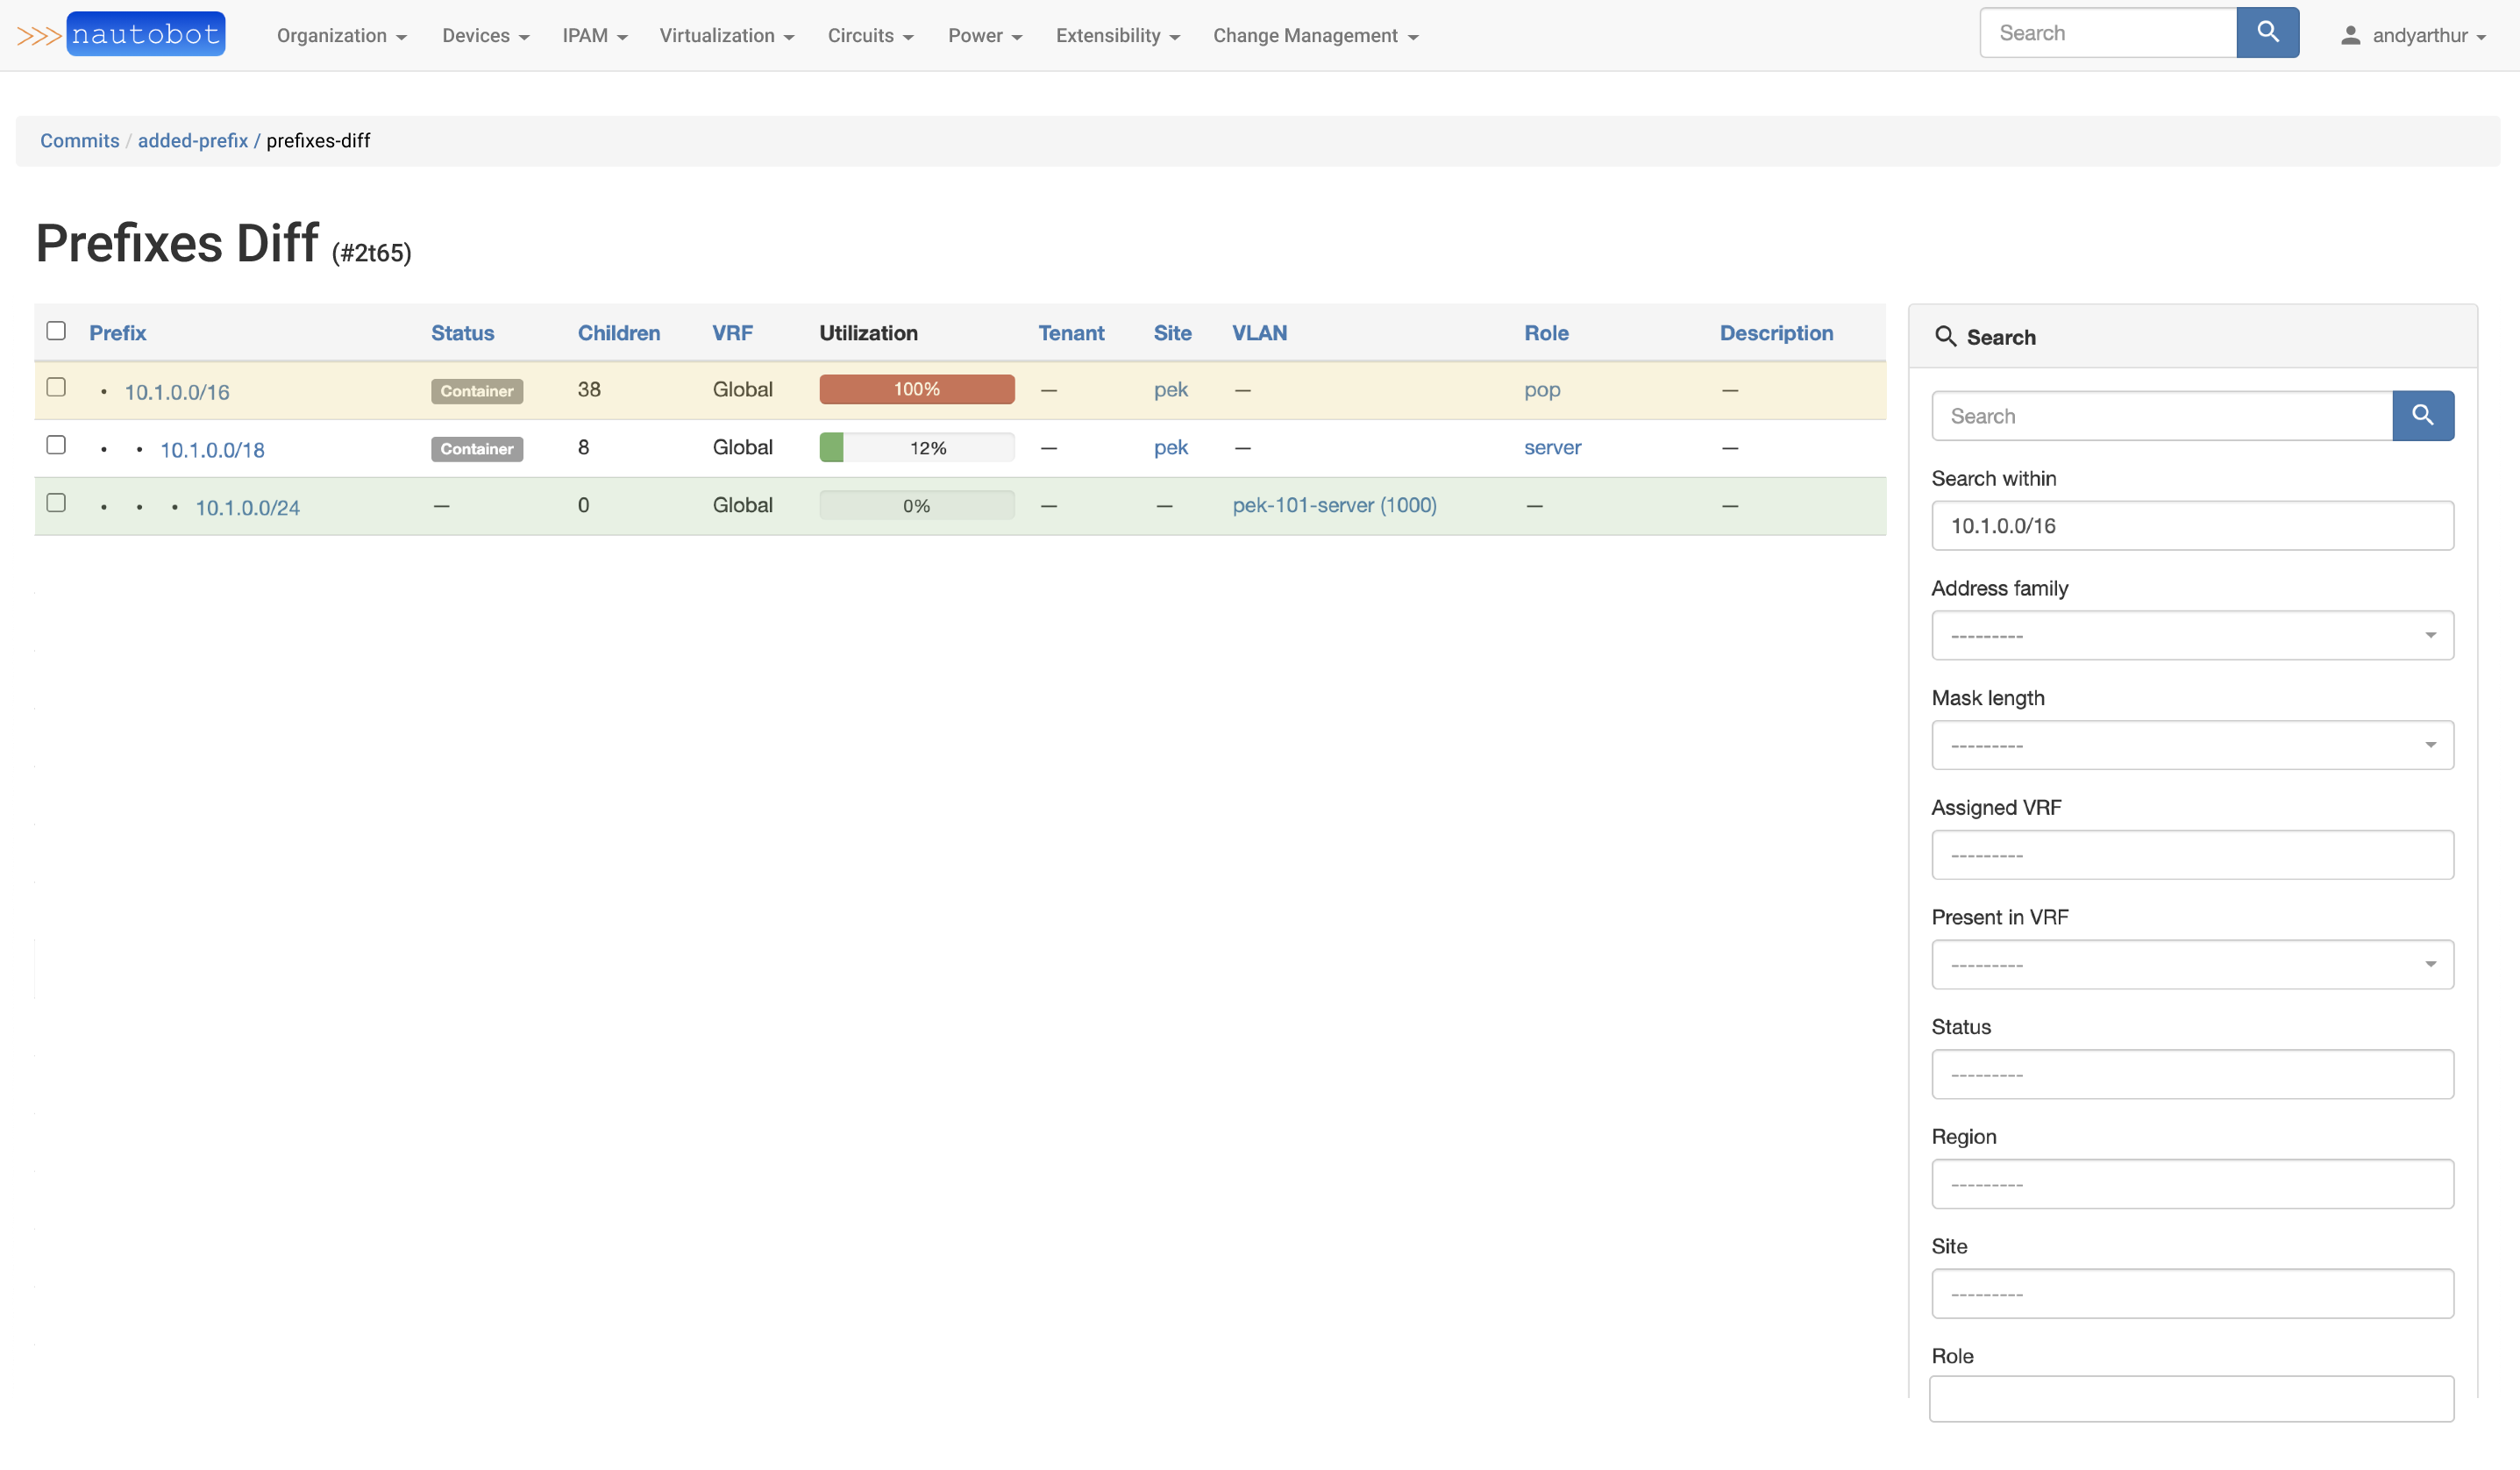 >>> nautobot Organization Devices IPAM Virtualization Circuits Power Extensibility Change Management Search andyarthur
Commits / added-prefix / prefixes-diff
Prefixes Diff (#2t65)
Prefix Status Children VRF Utilization Tenant Site VLAN Role Description
• 10.1.0.0/16 Container 38 Global 100% — pek — pop —
• • 10.1.0.0/18 Container 8 Global 12% — pek — server —
• • • 10.1.0.0/24 — 0 Global 0% — — pek-101-server (1000) — —
Search
Search
Search within
10.1.0.0/16
Address family
---------
Mask length
---------
Assigned VRF
---------
Present in VRF
---------
Status
---------
Region
---------
Site
---------
Role